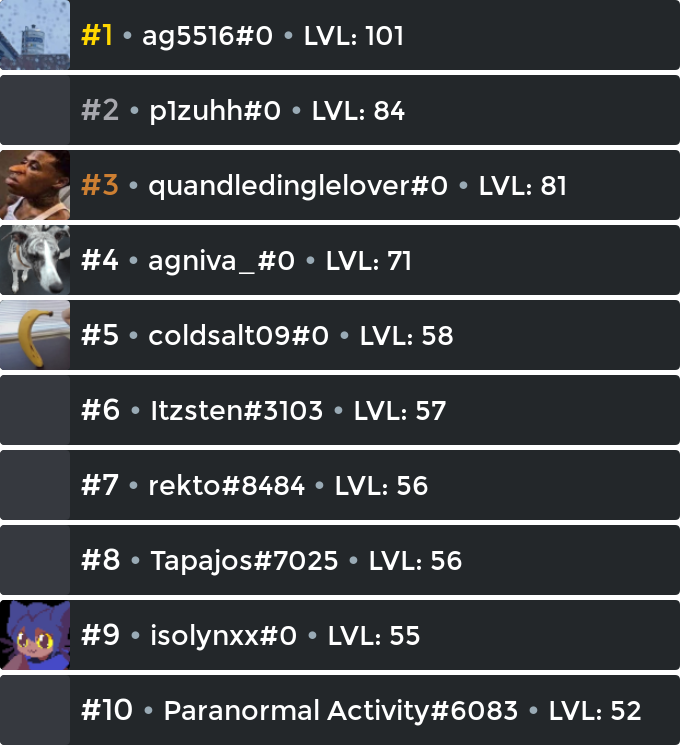 #1 • ag5516#0 • LVL: 101
#2 • p1zuhh#0 • LVL: 84
#3 • quandledinglelover#0 • LVL: 81
#4 • agniva_#0 • LVL: 71
#5 • coldsalt09#0 • LVL: 58
#6 • Itzsten#3103 • LVL: 57
#7 • rekto#8484 • LVL: 56
#8 • Tapajos#7025 • LVL: 56
#9 • isolynxx#0 • LVL: 55
#10 • Paranormal Activity#6083 • LVL: 52